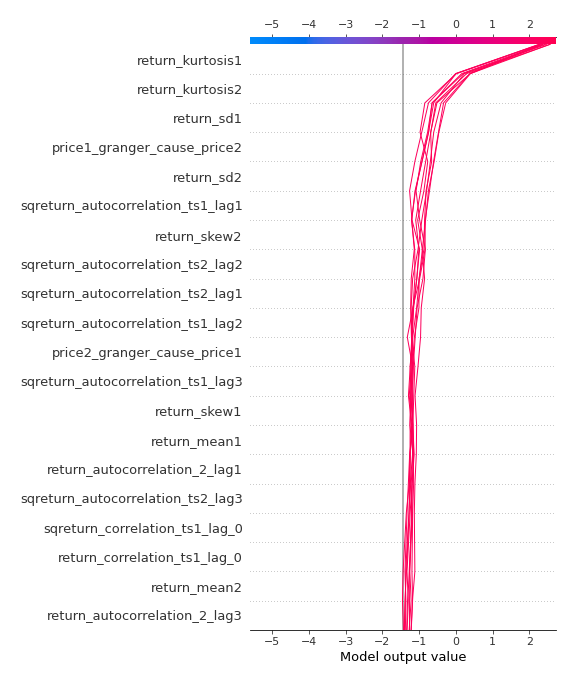 −5 −4 −3 −2 −1 0 1 2
return_kurtosis1
return_kurtosis2
return_sd1
price1_granger_cause_price2
return_sd2
sqreturn_autocorrelation_ts1_lag1
return_skew2
sqreturn_autocorrelation_ts2_lag2
sqreturn_autocorrelation_ts2_lag1
sqreturn_autocorrelation_ts1_lag2
price2_granger_cause_price1
sqreturn_autocorrelation_ts1_lag3
return_skew1
return_mean1
return_autocorrelation_2_lag1
sqreturn_autocorrelation_ts2_lag3
sqreturn_correlation_ts1_lag_0
return_correlation_ts1_lag_0
return_mean2
return_autocorrelation_2_lag3
−5 −4 −3 −2 −1 0 1 2
Model output value